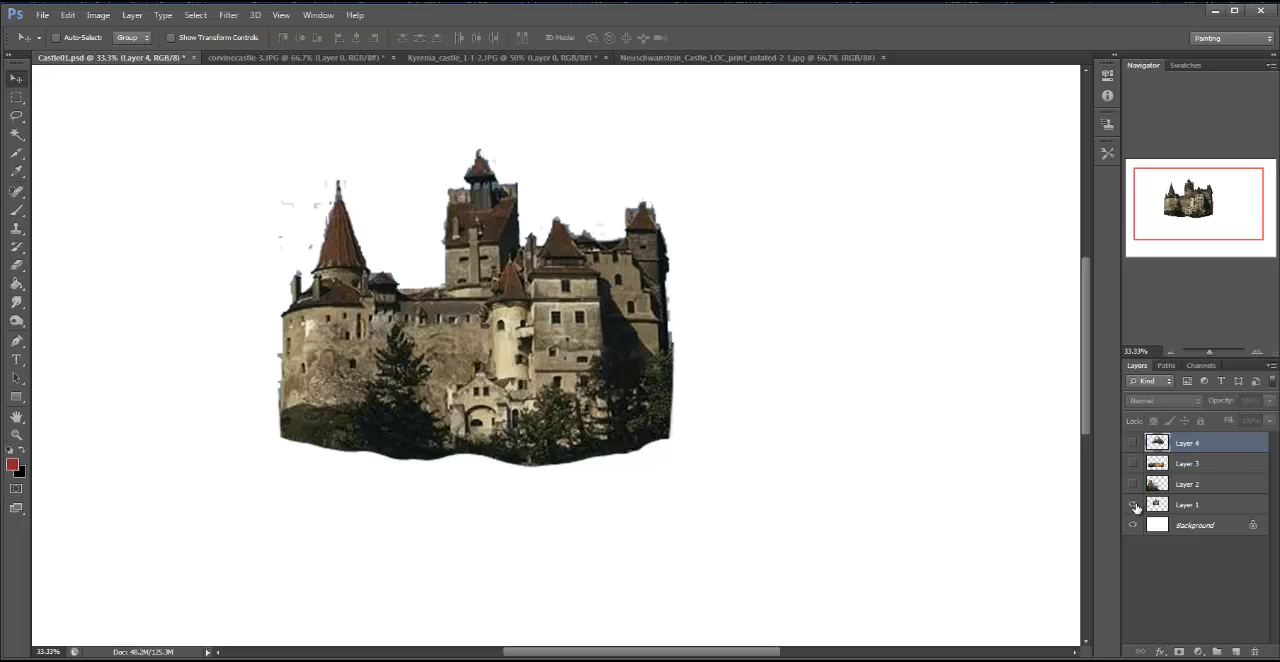 Ps File Edit Image Layer Type Select Filter 3D View Window Help
Auto-Select: Group Show Transform Controls 3D Mode: Painting
Castle01.psd @ 33.3% (Layer 4, RGB/8) * × corvinecastle-3.JPG @ 66.7% (Layer 0, RGB/8#) * × Kyrenia_castle_1-1-2.JPG @ 50% (Layer 0, RGB/8#) * × Neuschwanstein_Castle_LOC_print_rotated-2-1.jpg @ 66.7% (RGB/8#) ×
Navigator Swatches
33.33%
Layers Paths Channels
Kind
Normal Opacity: 100%
Lock: Fill: 100%
Layer 4
Layer 3
Layer 2
Layer 1
Background
33.33% Doc: 48.2M/125.3M
fx